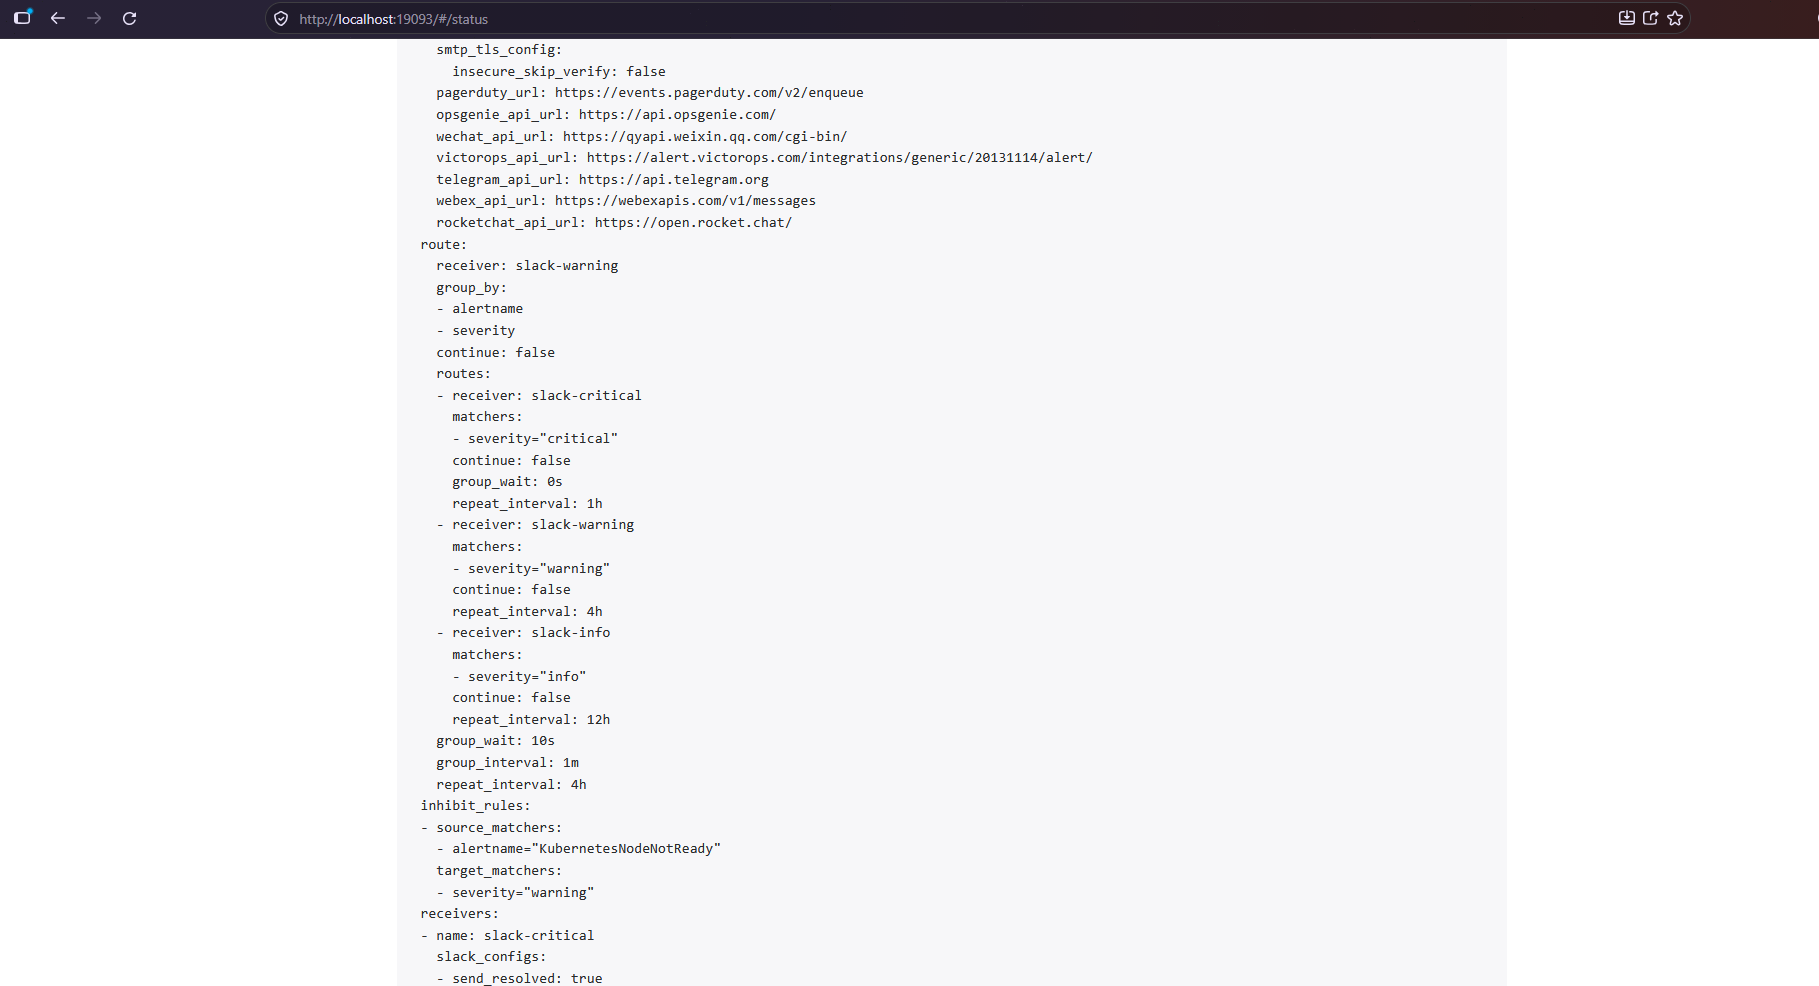 http://localhost:19093/#/status
smtp_tls_config:
insecure_skip_verify: false
pagerduty_url: https://events.pagerduty.com/v2/enqueue
opsgenie_api_url: https://api.opsgenie.com/
wechat_api_url: https://qyapi.weixin.qq.com/cgi-bin/
victorops_api_url: https://alert.victorops.com/integrations/generic/20131114/alert/
telegram_api_url: https://api.telegram.org
webex_api_url: https://webexapis.com/v1/messages
rocketchat_api_url: https://open.rocket.chat/
route:
receiver: slack-warning
group_by:
- alertname
- severity
continue: false
routes:
- receiver: slack-critical
matchers:
- severity="critical"
continue: false
group_wait: 0s
repeat_interval: 1h
- receiver: slack-warning
matchers:
- severity="warning"
continue: false
repeat_interval: 4h
- receiver: slack-info
matchers:
- severity="info"
continue: false
repeat_interval: 12h
group_wait: 10s
group_interval: 1m
repeat_interval: 4h
inhibit_rules:
- source_matchers:
- alertname="KubernetesNodeNotReady"
target_matchers:
- severity="warning"
receivers:
- name: slack-critical
slack_configs:
- send_resolved: true